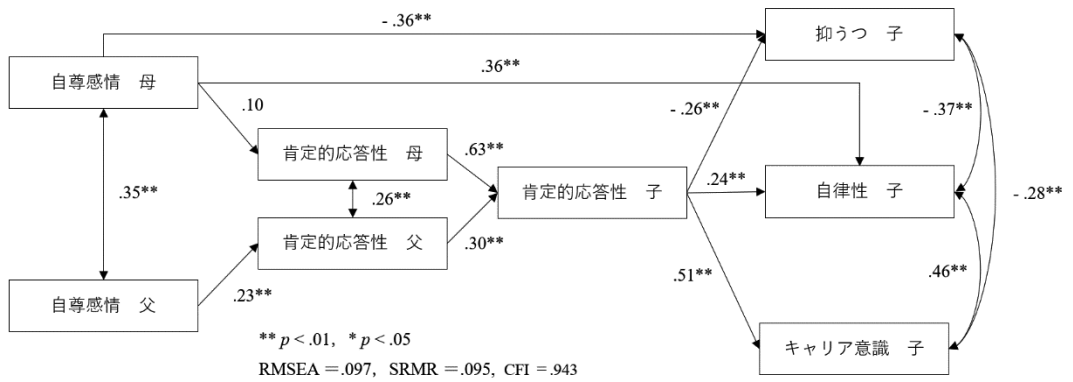 - .36**
抑うつ　子
自尊感情　母
.36**
.10
- .26**
- .37**
肯定的応答性　母
.63**
.35**
.26**
肯定的応答性　子
.24**
自律性　子
- .28**
肯定的応答性　父
.30**
.51**
.46**
自尊感情　父
.23**
** p < .01,  * p < .05
キャリア意識　子
RMSEA =.097,  SRMR =.095,  CFI = .943